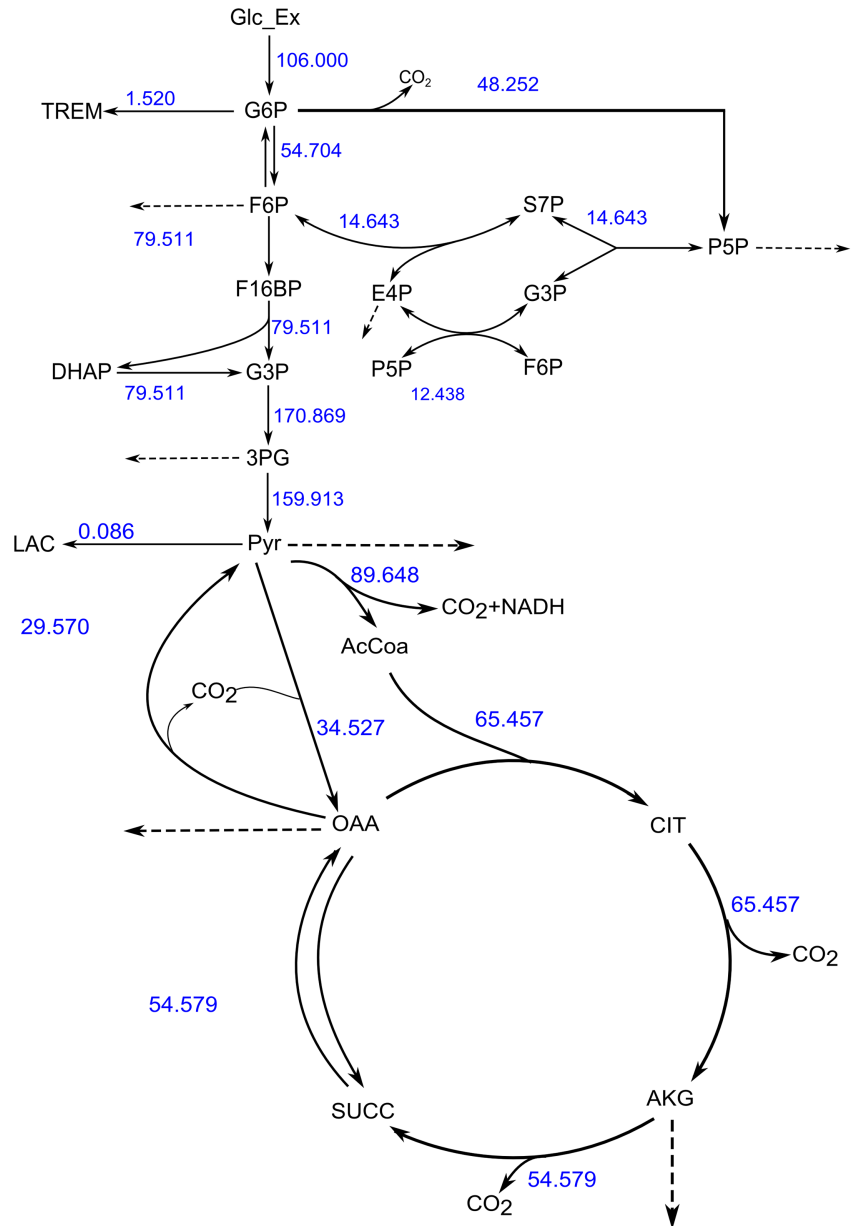 Glc_Ex
106.000
CO2
48.252
TREM
1.520
G6P
54.704
F6P
79.511
14.643
S7P
14.643
P5P
F16BP
E4P
G3P
79.511
DHAP
79.511
G3P
P5P
12.438
F6P
170.869
3PG
159.913
LAC
0.086
Pyr
89.648
CO2+NADH
29.570
AcCoa
CO2
34.527
65.457
OAA
CIT
65.457
CO2
54.579
SUCC
AKG
54.579
CO2